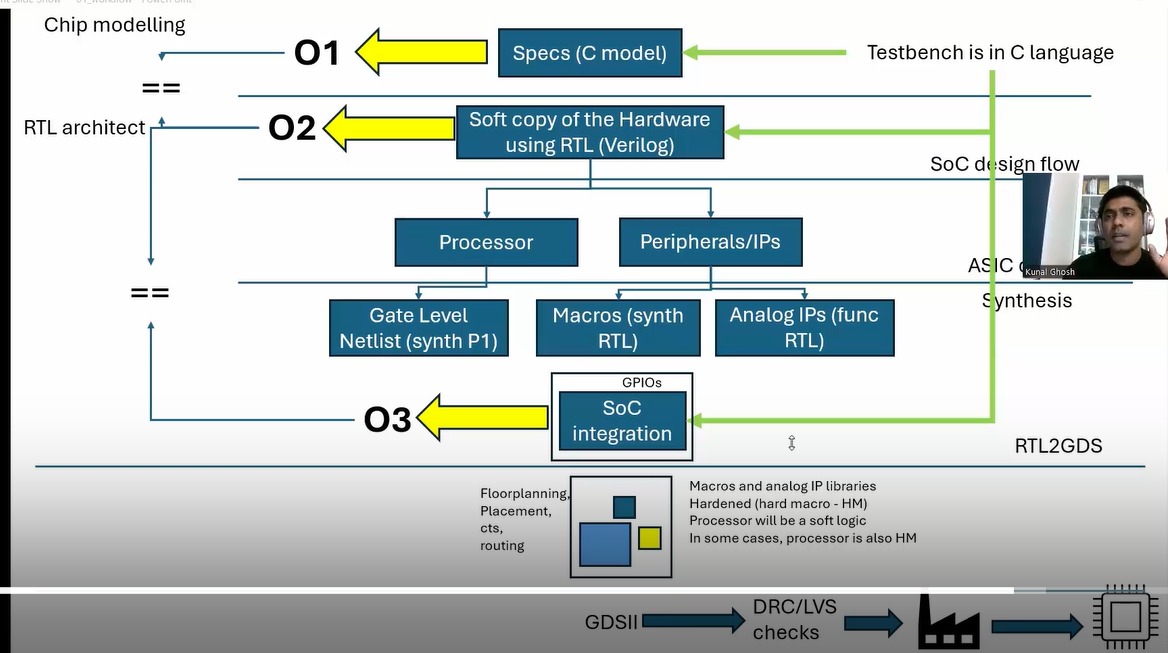 Chip modelling
O1
Specs (C model)
Testbench is in C language
==
RTL architect
O2
Soft copy of the Hardware
using RTL (Verilog)
SoC design flow
Processor
Peripherals/IPs
Kunal Ghosh
ASIC
==
Synthesis
Gate Level
Netlist (synth P1)
Macros (synth
RTL)
Analog IPs (func
RTL)
GPIOs
O3
SoC
integration
RTL2GDS
Floorplanning,
Placement,
cts,
routing
Macros and analog IP libraries
Hardened (hard macro - HM)
Processor will be a soft logic
In some cases, processor is also HM
GDSII
DRC/LVS
checks